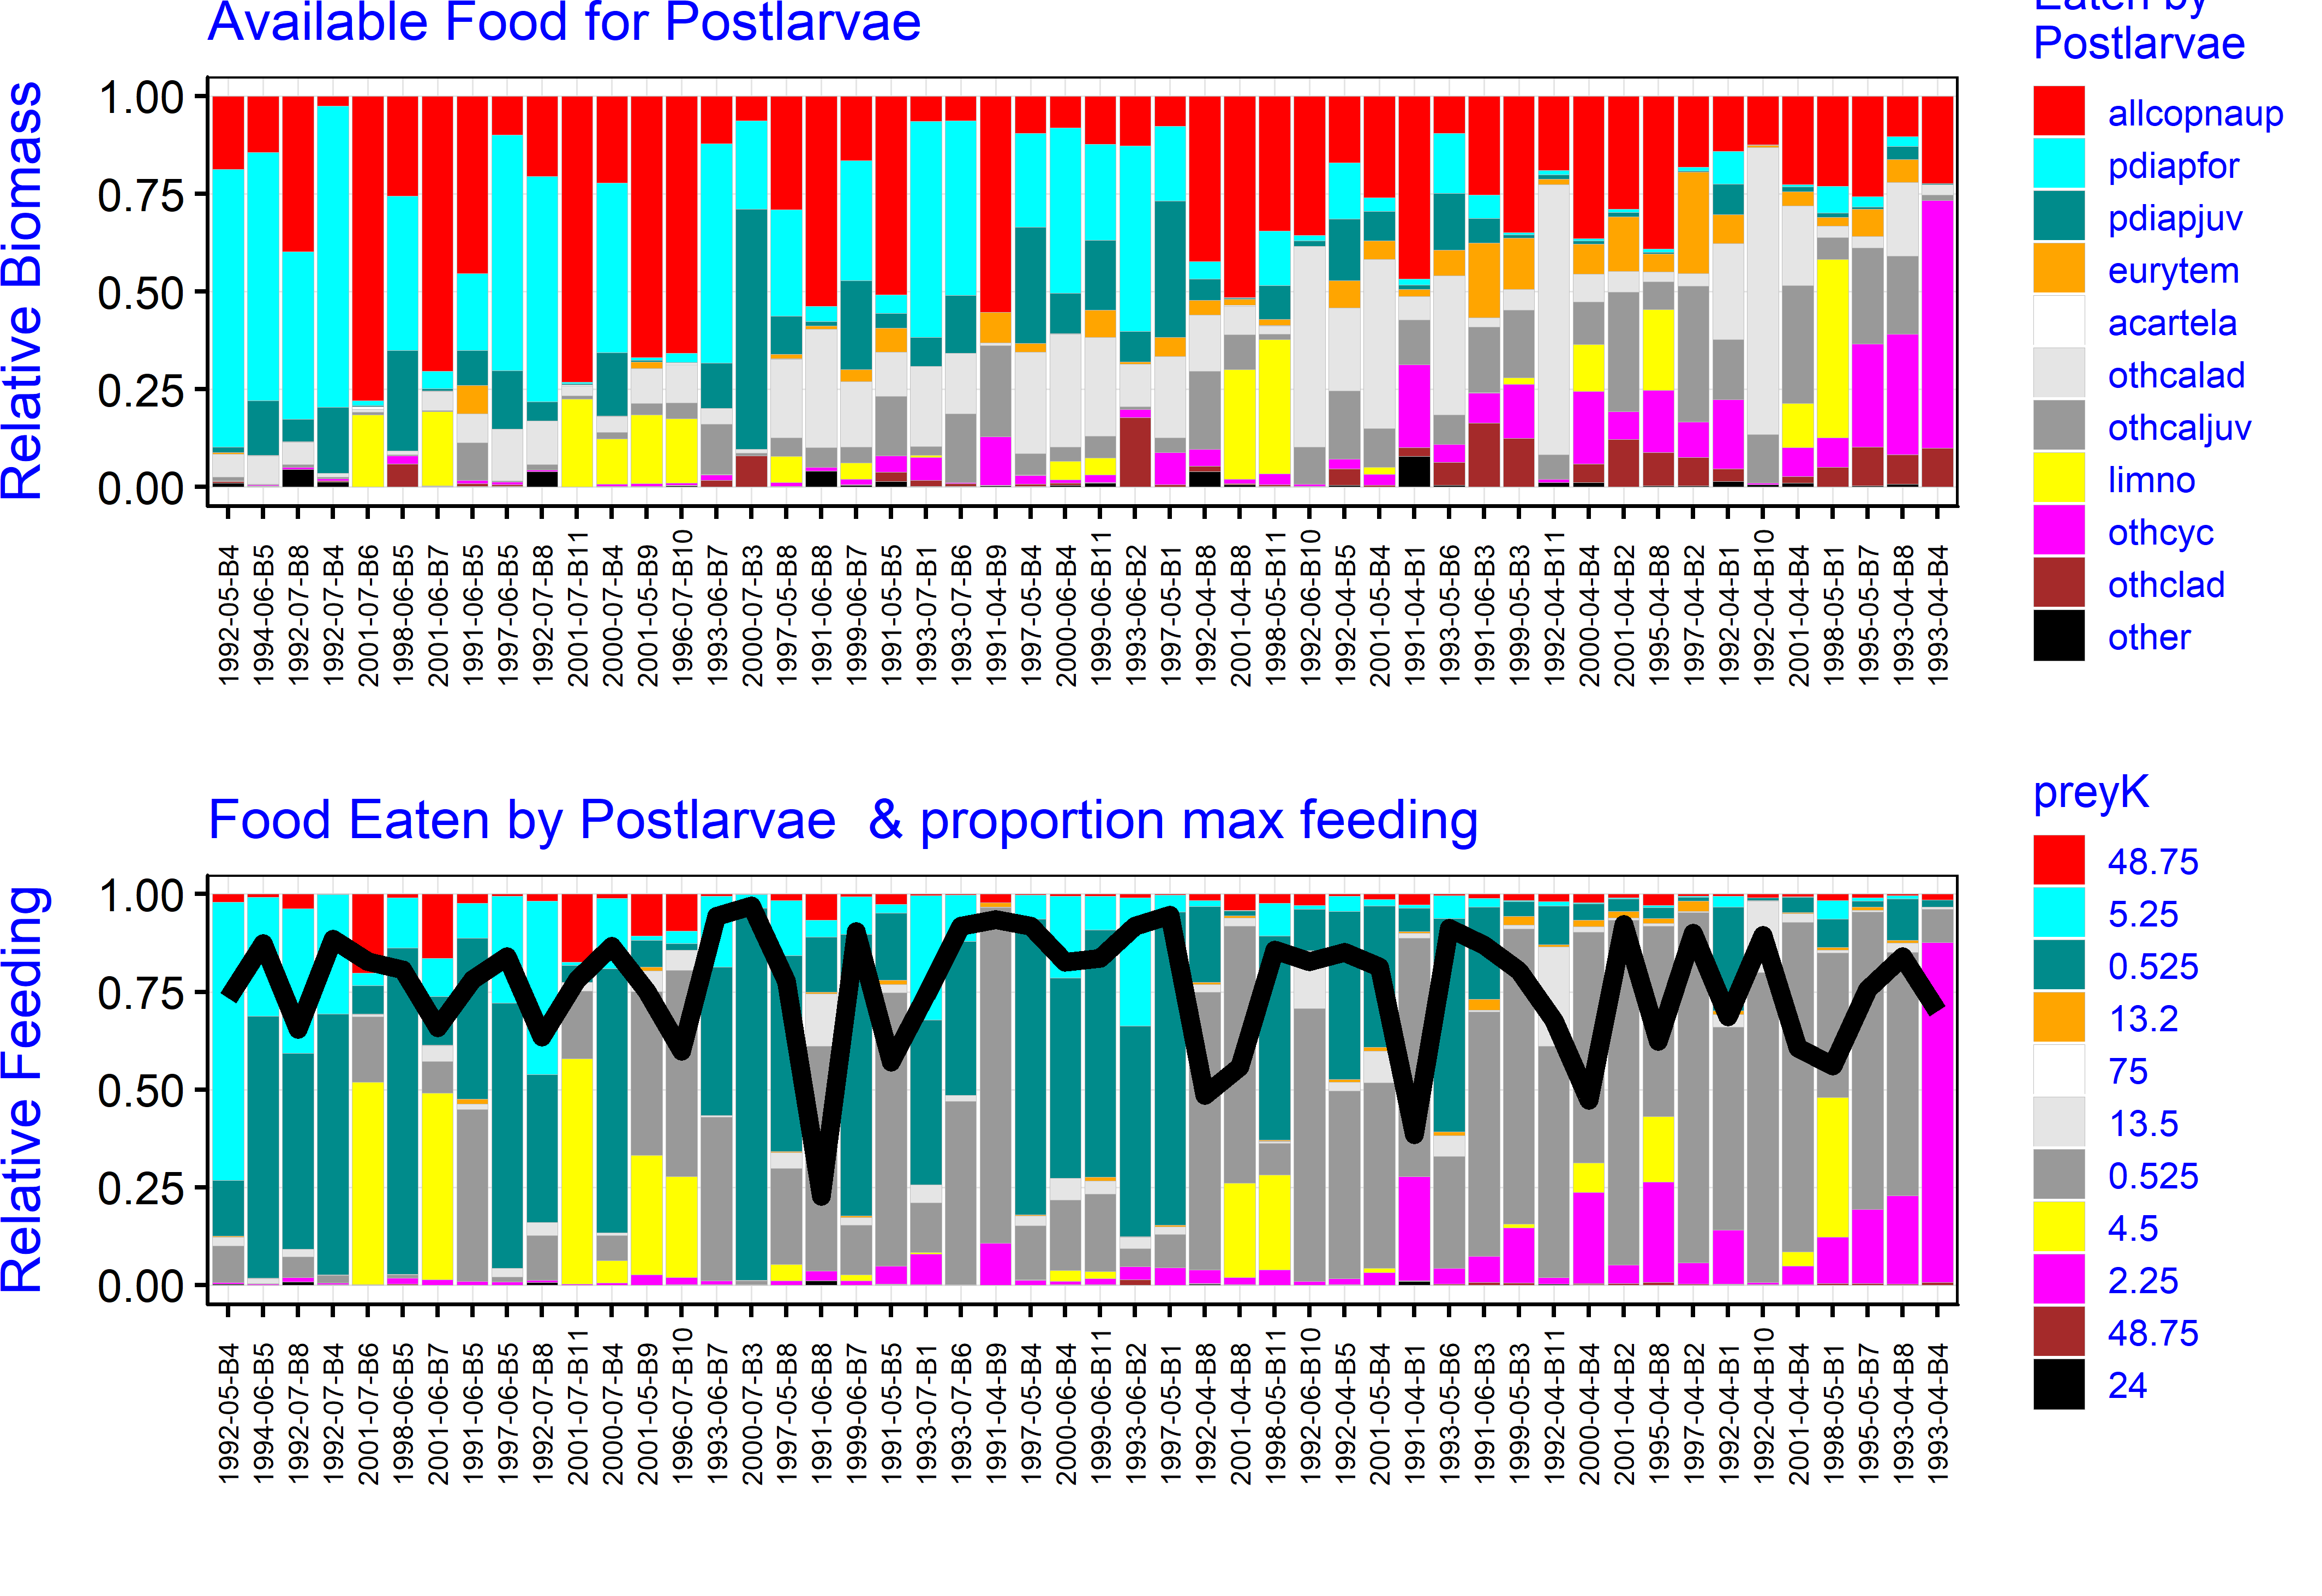 Available Food for Postlarvae
Eaten by
Postlarvae
Relative Biomass
1.00
0.75
0.50
0.25
0.00
allcopnaup
pdiapfor
pdiapjuv
eurytem
acartela
othcalad
othcaljuv
limno
othcyc
othclad
other
1992-05-B4
1994-06-B5
1992-07-B8
1992-07-B4
2001-07-B6
1998-06-B5
2001-06-B7
1991-06-B5
1997-06-B5
1992-07-B8
2001-07-B11
2000-07-B4
2001-05-B9
1996-07-B10
1993-06-B7
2000-07-B3
1997-05-B8
1991-06-B8
1999-06-B7
1991-05-B5
1993-07-B1
1993-07-B6
1991-04-B9
1997-05-B4
2000-06-B4
1999-06-B11
1993-06-B2
1997-05-B1
1992-04-B8
2001-04-B8
1998-05-B11
1992-06-B10
1992-04-B5
2001-05-B4
1991-04-B1
1993-05-B6
1991-06-B3
1999-05-B3
1992-04-B11
2000-04-B4
2001-04-B2
1995-04-B8
1997-04-B2
1992-04-B1
1992-04-B10
2001-04-B4
1998-05-B1
1995-05-B7
1993-04-B8
1993-04-B4
Food Eaten by Postlarvae & proportion max feeding
preyK
Relative Feeding
1.00
0.75
0.50
0.25
0.00
48.75
5.25
0.525
13.2
75
13.5
0.525
4.5
2.25
48.75
24
1992-05-B4
1994-06-B5
1992-07-B8
1992-07-B4
2001-07-B6
1998-06-B5
2001-06-B7
1991-06-B5
1997-06-B5
1992-07-B8
2001-07-B11
2000-07-B4
2001-05-B9
1996-07-B10
1993-06-B7
2000-07-B3
1997-05-B8
1991-06-B8
1999-06-B7
1991-05-B5
1993-07-B1
1993-07-B6
1991-04-B9
1997-05-B4
2000-06-B4
1999-06-B11
1993-06-B2
1997-05-B1
1992-04-B8
2001-04-B8
1998-05-B11
1992-06-B10
1992-04-B5
2001-05-B4
1991-04-B1
1993-05-B6
1991-06-B3
1999-05-B3
1992-04-B11
2000-04-B4
2001-04-B2
1995-04-B8
1997-04-B2
1992-04-B1
1992-04-B10
2001-04-B4
1998-05-B1
1995-05-B7
1993-04-B8
1993-04-B4